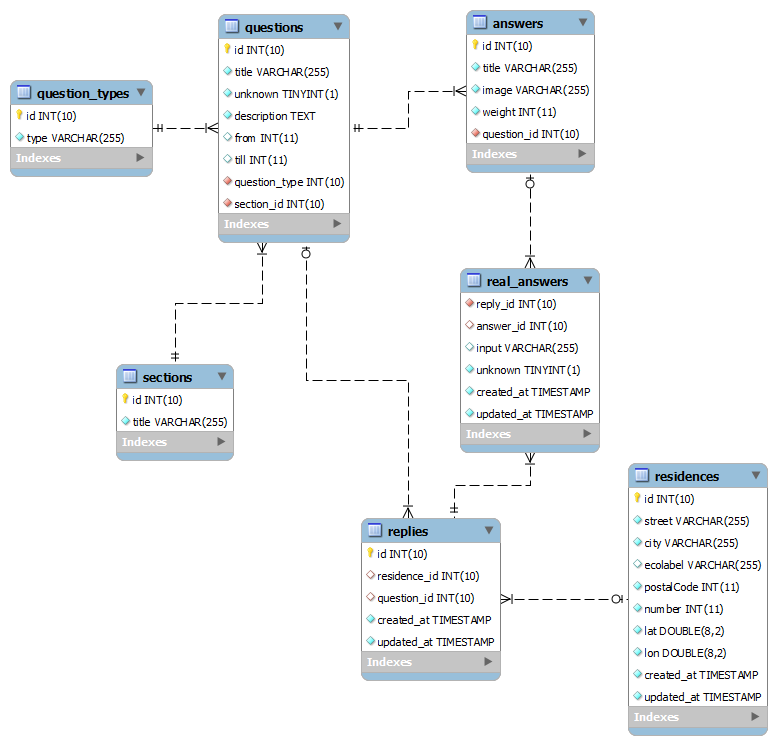 question_types
id INT(10)
type VARCHAR(255)
Indexes
questions
id INT(10)
title VARCHAR(255)
unknown TINYINT(1)
description TEXT
from INT(11)
till INT(11)
question_type INT(10)
section_id INT(10)
Indexes
answers
id INT(10)
title VARCHAR(255)
image VARCHAR(255)
weight INT(11)
question_id INT(10)
Indexes
real_answers
reply_id INT(10)
answer_id INT(10)
input VARCHAR(255)
unknown TINYINT(1)
created_at TIMESTAMP
updated_at TIMESTAMP
Indexes
sections
id INT(10)
title VARCHAR(255)
Indexes
replies
id INT(10)
residence_id INT(10)
question_id INT(10)
created_at TIMESTAMP
updated_at TIMESTAMP
Indexes
residences
id INT(10)
street VARCHAR(255)
city VARCHAR(255)
ecolabel VARCHAR(255)
postalCode INT(11)
number INT(11)
lat DOUBLE(8,2)
lon DOUBLE(8,2)
created_at TIMESTAMP
updated_at TIMESTAMP
Indexes